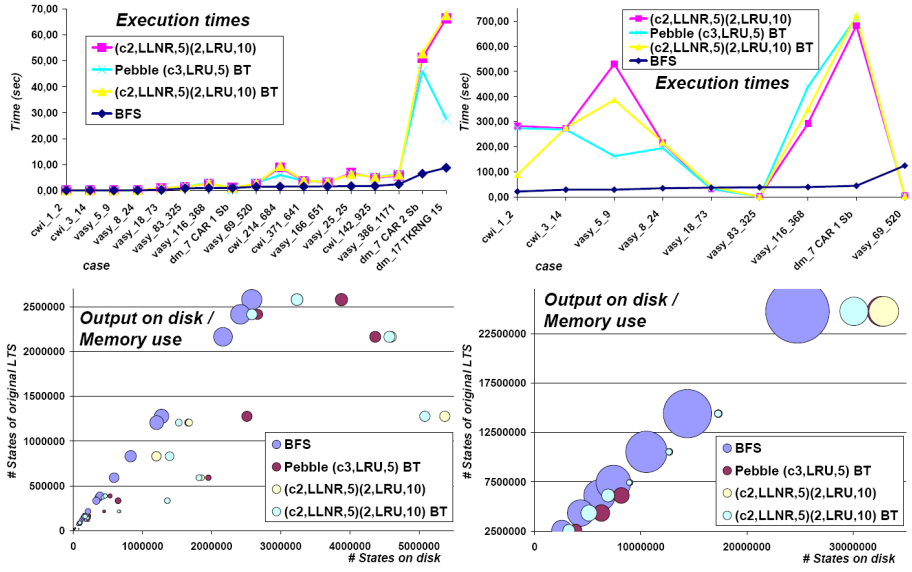 Execution times
70,00
60,00
50,00
40,00
30,00
20,00
10,00
0,00
Time (sec)
(c2,LLNR,5)(2,LRU,10)
Pebble (c3,LRU,5) BT
(c2,LLNR,5)(2,LRU,10) BT
BFS
cwi_1_2
cwi_3_14
vasy_5_9
vasy_8_24
vasy_18_73
vasy_83_325
vasy_116_368
dm_7 CAR 1 Sb
vasy_69_520
cwi_214_684
cwi_371_641
vasy_166_651
vasy_25_25
cwi_142_925
vasy_386_1171
dm_7 CAR 2 Sb
dm_17 TKRNG 15
case
700,00
600,00
500,00
400,00
300,00
200,00
100,00
0,00
Time (sec)
(c2,LLNR,5)(2,LRU,10)
Pebble (c3,LRU,5) BT
(c2,LLNR,5)(2,LRU,10) BT
BFS
Execution times
cwi_1_2
cwi_3_14
vasy_5_9
vasy_8_24
vasy_18_73
vasy_83_325
vasy_116_368
dm_7 CAR 1 Sb
vasy_69_520
case
Output on disk /
Memory use
2500000
2000000
1500000
1000000
500000
0
# States of original LTS
BFS
Pebble (c3,LRU,5) BT
(c2,LLNR,5)(2,LRU,10)
(c2,LLNR,5)(2,LRU,10) BT
0
1000000
2000000
3000000
4000000
5000000
# States on disk
Output on disk /
Memory use
22500000
17500000
12500000
7500000
2500000
# States of original LTS
BFS
Pebble (c3,LRU,5) BT
(c2,LLNR,5)(2,LRU,10)
(c2,LLNR,5)(2,LRU,10) BT
0
10000000
20000000
30000000
# States on disk